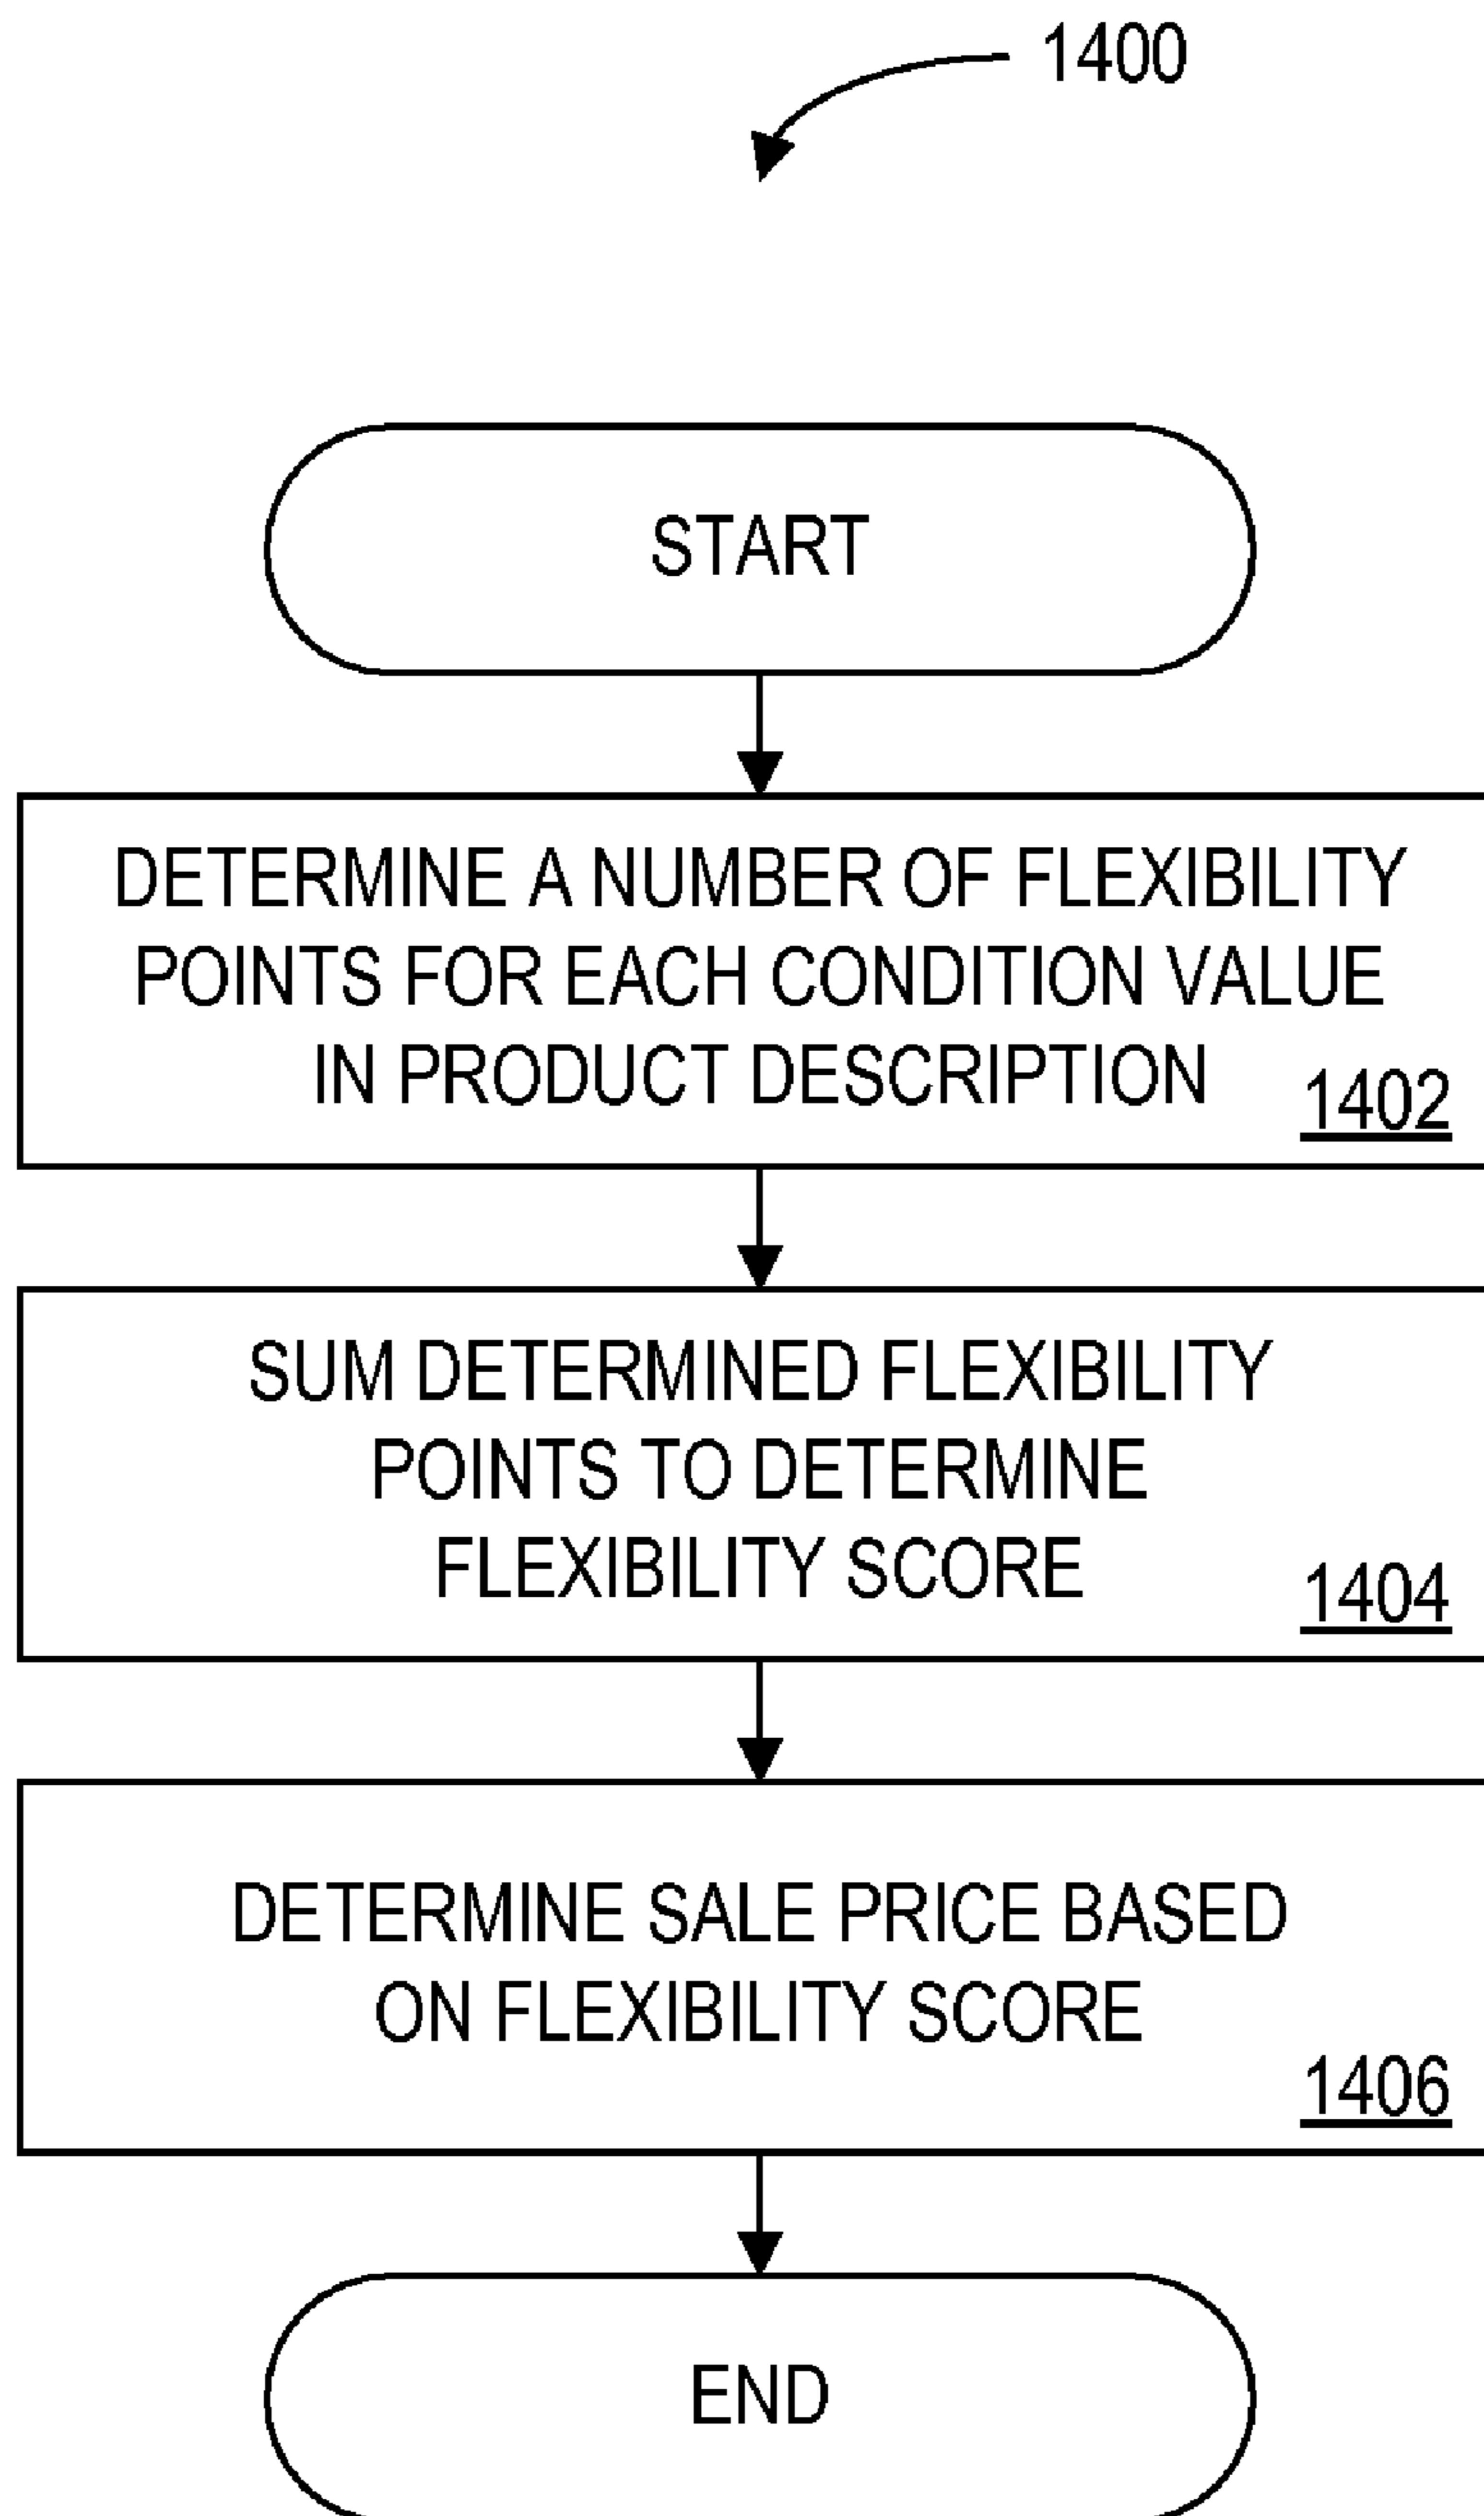 1400
START
DETERMINE A NUMBER OF FLEXIBILITY
POINTS FOR EACH CONDITION VALUE
IN PRODUCT DESCRIPTION
1402
SUM DETERMINED FLEXIBILITY
POINTS TO DETERMINE
FLEXIBILITY SCORE
1404
DETERMINE SALE PRICE BASED
ON FLEXIBILITY SCORE
1406
END